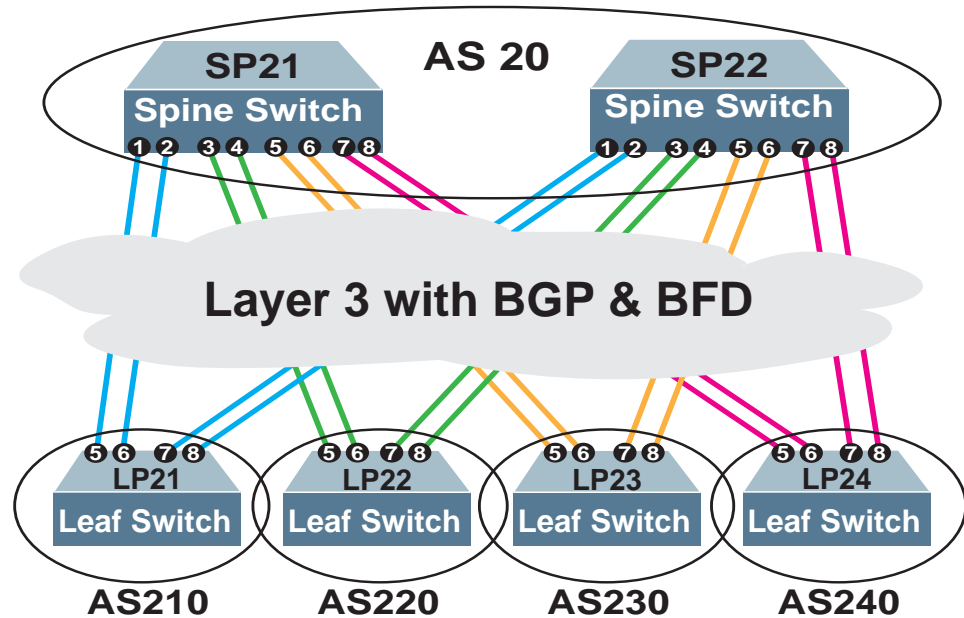 AS 20
SP21
SP22
Spine Switch
Spine Switch
1 2 3 4 5 6 7 8
1 2 3 4 5 6 7 8
Layer 3 with BGP & BFD
5 6 7 8
5 6 7 8
5 6 7 8
5 6 7 8
LP21
LP22
LP23
LP24
Leaf Switch
Leaf Switch
Leaf Switch
Leaf Switch
AS210
AS220
AS230
AS240